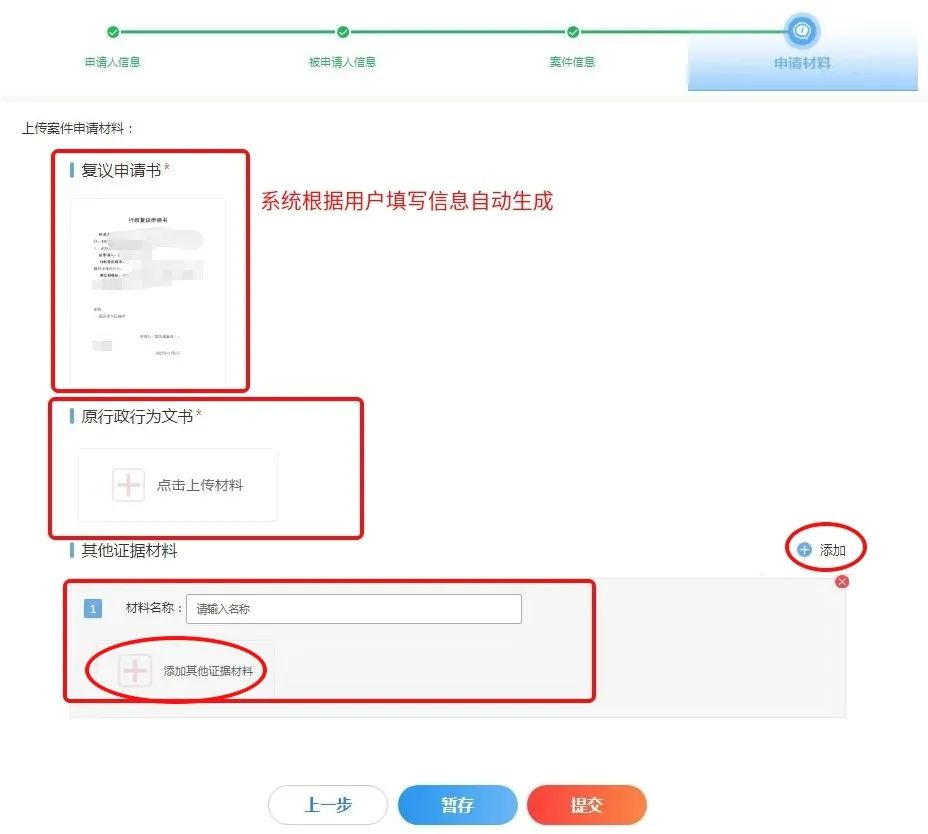 申请人信息
被申请人信息
案件信息
申请材料
上传案件申请材料：
复议申请书*
系统根据用户填写信息自动生成
行政复议申请书
原行政行为文书*
点击上传材料
其他证据材料
添加
1
材料名称：
请输入名称
添加其他证据材料
上一步
暂存
提交